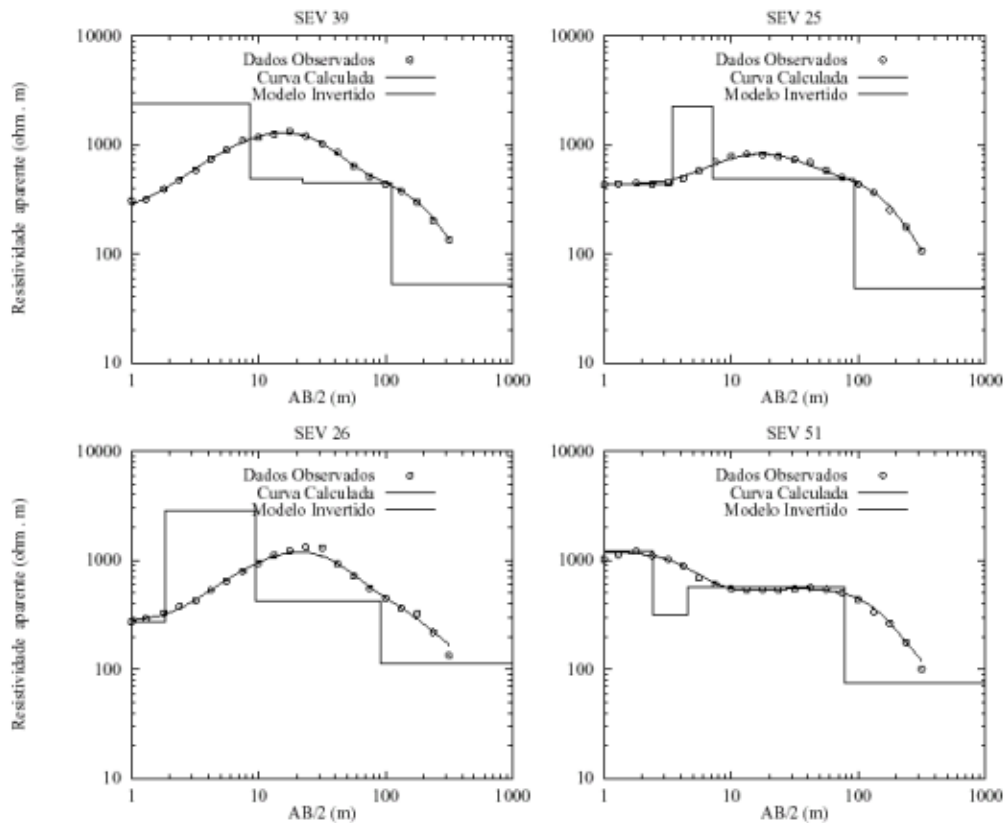 SEV 39
10000
1000
100
10
Resistividade aparente (ohm . m)
Dados Observados
Curva Calculada
Modelo Invertido
1
10
100
1000
AB/2 (m)
SEV 25
10000
1000
100
10
Dados Observados
Curva Calculada
Modelo Invertido
1
10
100
1000
AB/2 (m)
SEV 26
10000
1000
100
10
Resistividade aparente (ohm . m)
Dados Observados
Curva Calculada
Modelo Invertido
1
10
100
1000
AB/2 (m)
SEV 51
10000
1000
100
10
Dados Observados
Curva Calculada
Modelo Invertido
1
10
100
1000
AB/2 (m)